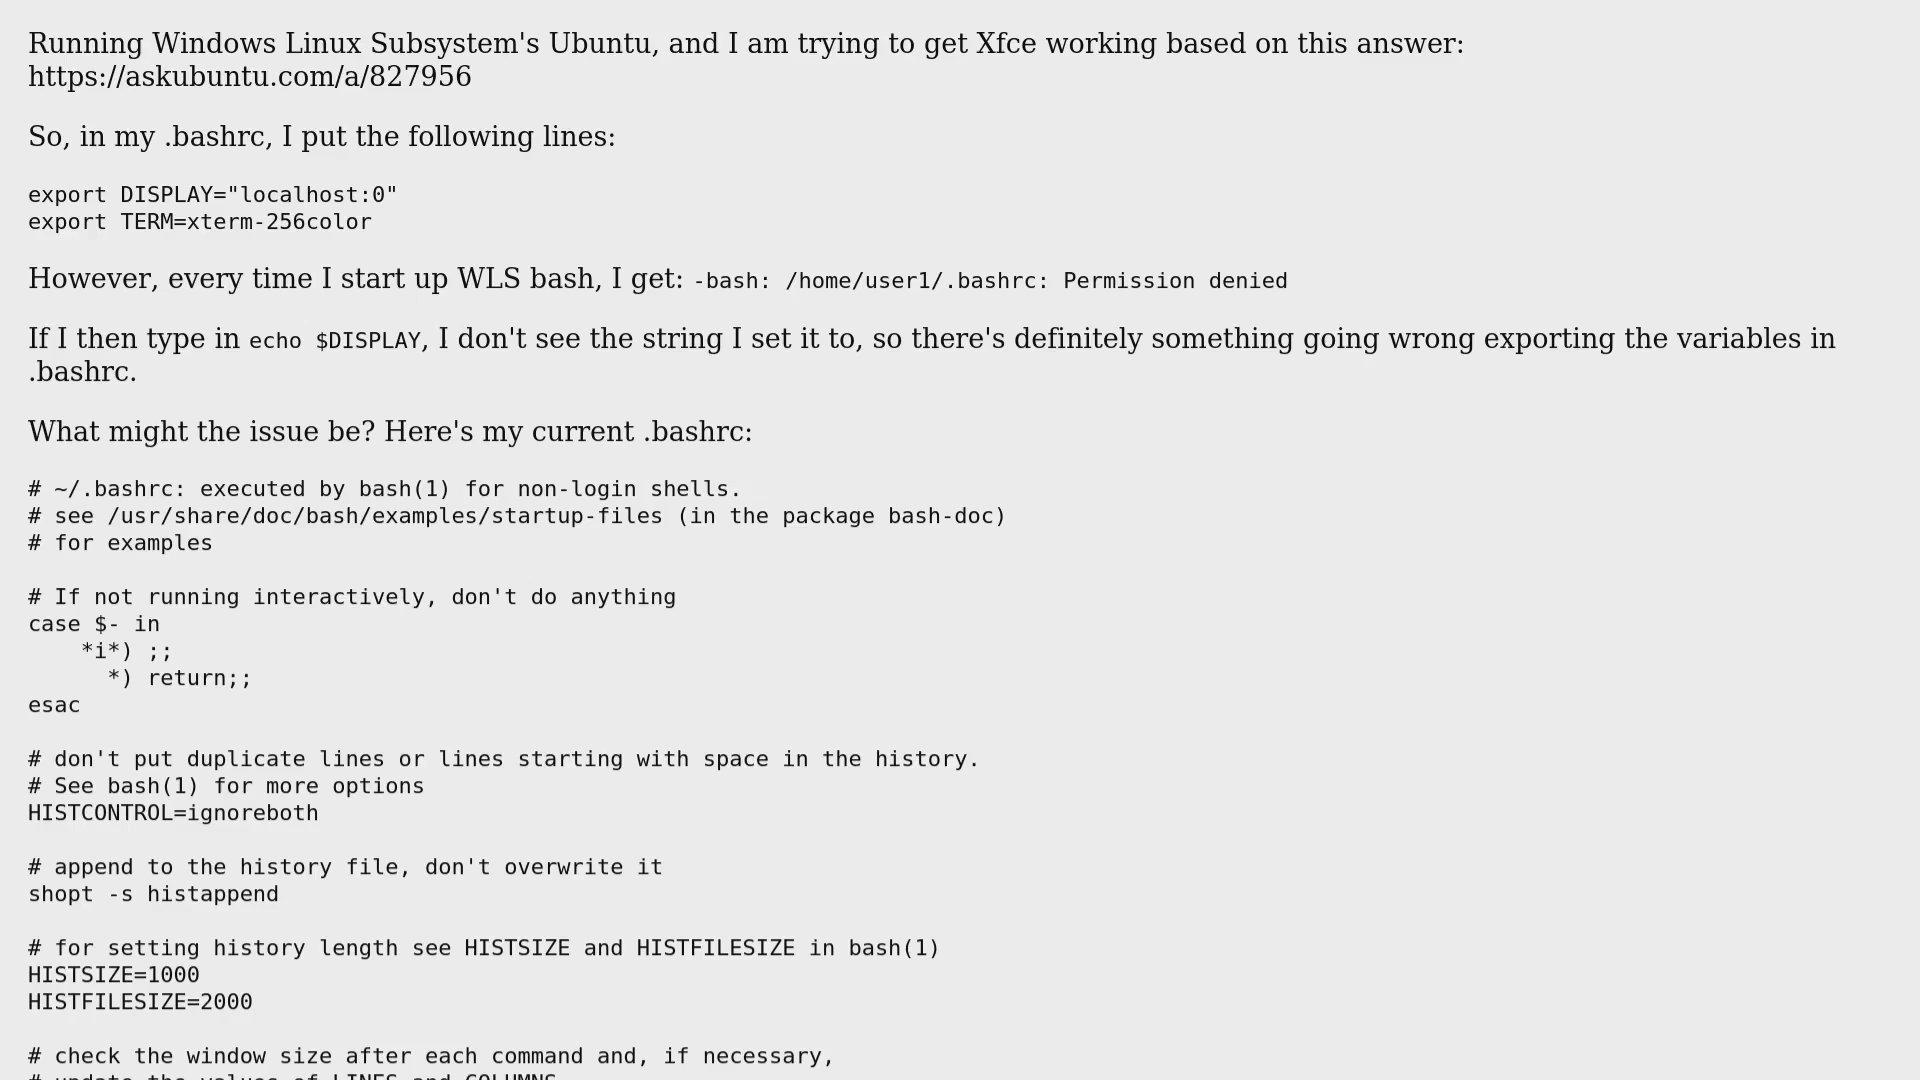 Running Windows Linux Subsystem's Ubuntu, and I am trying to get Xfce working based on this answer:
https://askubuntu.com/a/827956
So, in my .bashrc, I put the following lines:
export DISPLAY="localhost:0"
export TERM=xterm-256color
However, every time I start up WLS bash, I get: -bash: /home/user1/.bashrc: Permission denied
If I then type in echo $DISPLAY, I don't see the string I set it to, so there's definitely something going wrong exporting the variables in
.bashrc.
What might the issue be? Here's my current .bashrc:
# ~/.bashrc: executed by bash(1) for non-login shells.
# see /usr/share/doc/bash/examples/startup-files (in the package bash-doc)
# for examples
# If not running interactively, don't do anything
case $- in
    *i*) ;;
      *) return;;
esac
# don't put duplicate lines or lines starting with space in the history.
# See bash(1) for more options
HISTCONTROL=ignoreboth
# append to the history file, don't overwrite it
shopt -s histappend
# for setting history length see HISTSIZE and HISTFILESIZE in bash(1)
HISTSIZE=1000
HISTFILESIZE=2000
# check the window size after each command and, if necessary,
# update the values of LINES and COLUMNS.